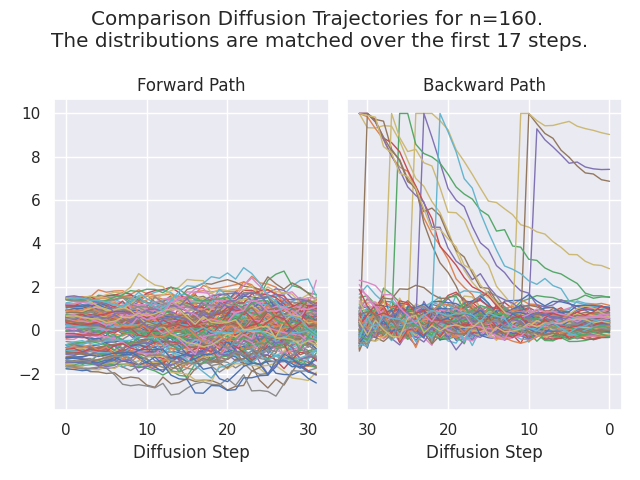 Comparison Diffusion Trajectories for n=160.
The distributions are matched over the first 17 steps.
Forward Path
Backward Path
10
8
6
4
2
0
−2
0
10
20
30
30
20
10
0
Diffusion Step
Diffusion Step